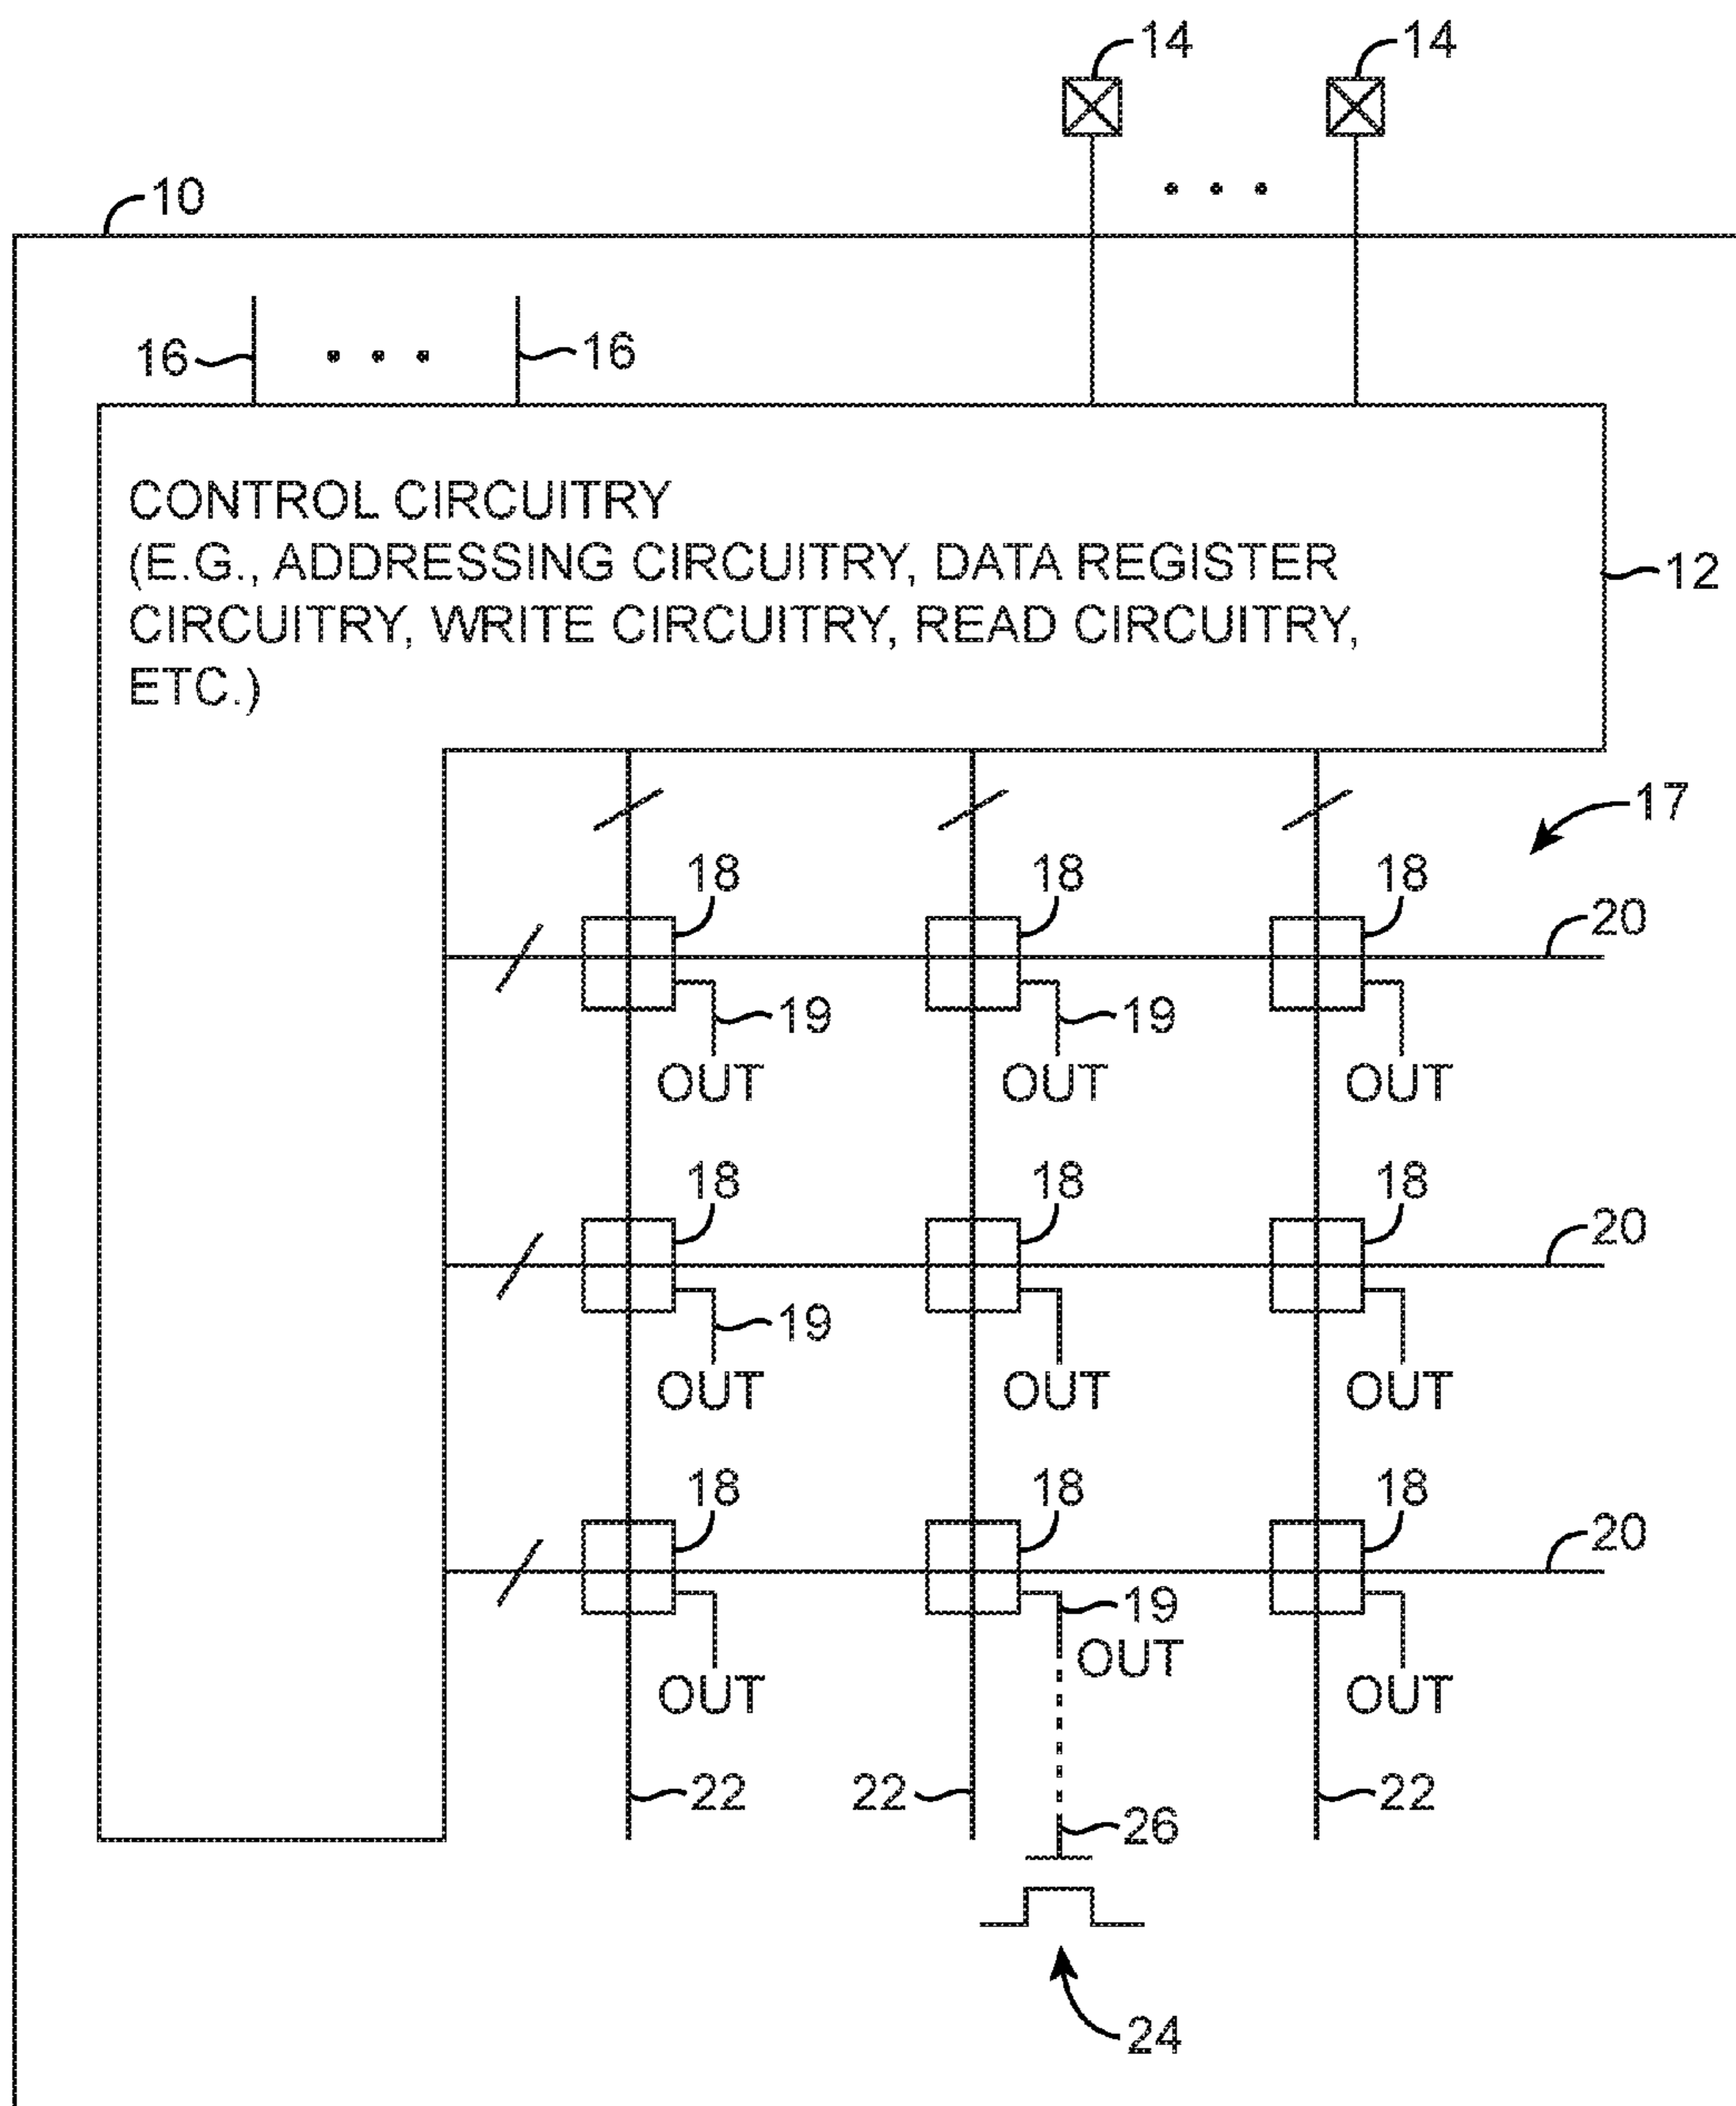 14 14
10
16 16
CONTROL CIRCUITRY
(E.G., ADDRESSING CIRCUITRY, DATA REGISTER
CIRCUITRY, WRITE CIRCUITRY, READ CIRCUITRY,
ETC.)
12
17
18 18 18
20
19 19
OUT OUT OUT
18 18 18
20
19
OUT OUT OUT
18 18 18
20
19
OUT
OUT OUT
22 22 22
26
24